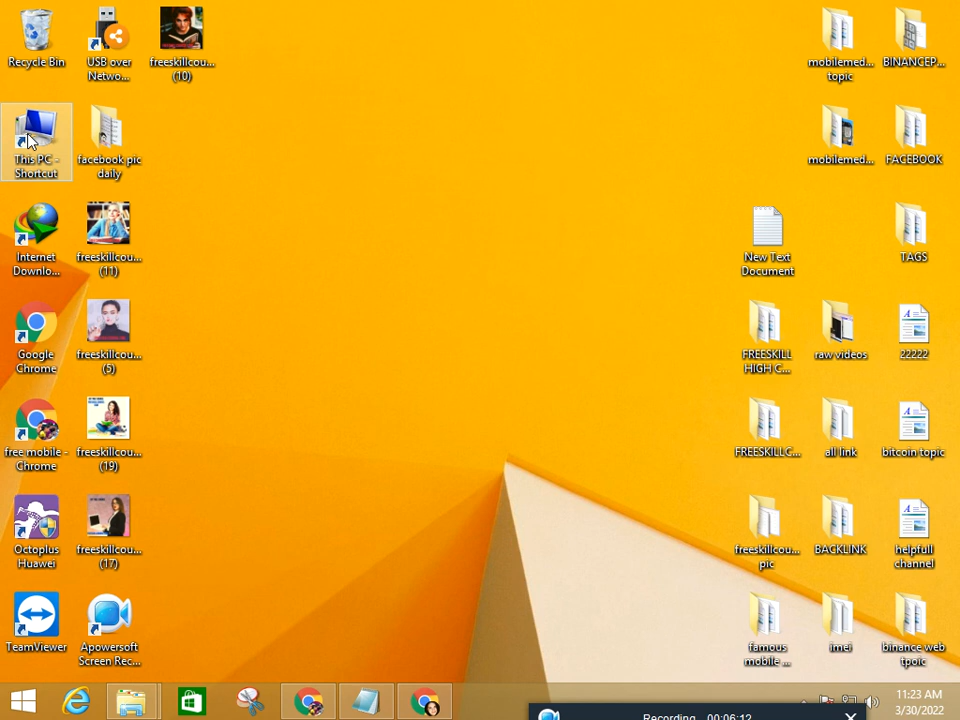 Recycle Bin
USB over
Netwo...
freeskillcou...
(10)
mobilemed...
topic
BINANCEP...
This PC -
Shortcut
facebook pic
daily
mobilemed...
FACEBOOK
Internet
Downlo...
freeskillcou...
(11)
New Text
Document
TAGS
Google
Chrome
freeskillcou...
(5)
FREESKILL
HIGH C...
raw videos
22222
free mobile -
Chrome
freeskillcou...
(19)
FREESKILLC...
all link
bitcoin topic
Octoplus
Huawei
freeskillcou...
(17)
freeskillcou...
pic
BACKLINK
helpfull
channel
TeamViewer
Apowersoft
Screen Rec...
famous
mobile ...
imei
binance web
tpoic
Recording 00:06:12
11:23 AM
3/30/2022